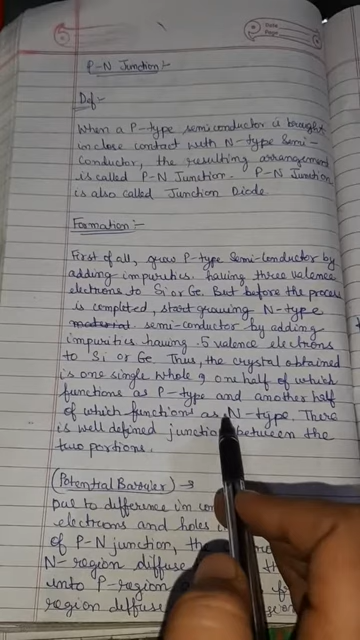 Date
Page
P-N Junction:-
Def:-
When a P-type semiconductor is brought
in close contact with N-type Semi-
Conductor, the resulting arrangement
is called P-N Junction. P-N Junction
is also called Junction Diode
Formation:-
First of all, grow P-type Semi-Conductor by
adding impurities having three valence
electrons to Si or Ge. But before the process
is completed, start growing N-type
material semi-conductor by adding
impurities having 5 valence electrons
to Si or Ge. Thus, the crystal obtained
is one single whole, one half of which
functions as P-type and another half
of which functions as N-type. There
is well defined junction between the
two portions.
(Potential Barrier) →
Due to difference in
electrons and holes
of P-N junction, the
N-region diffuse
into P-region
region diffuse